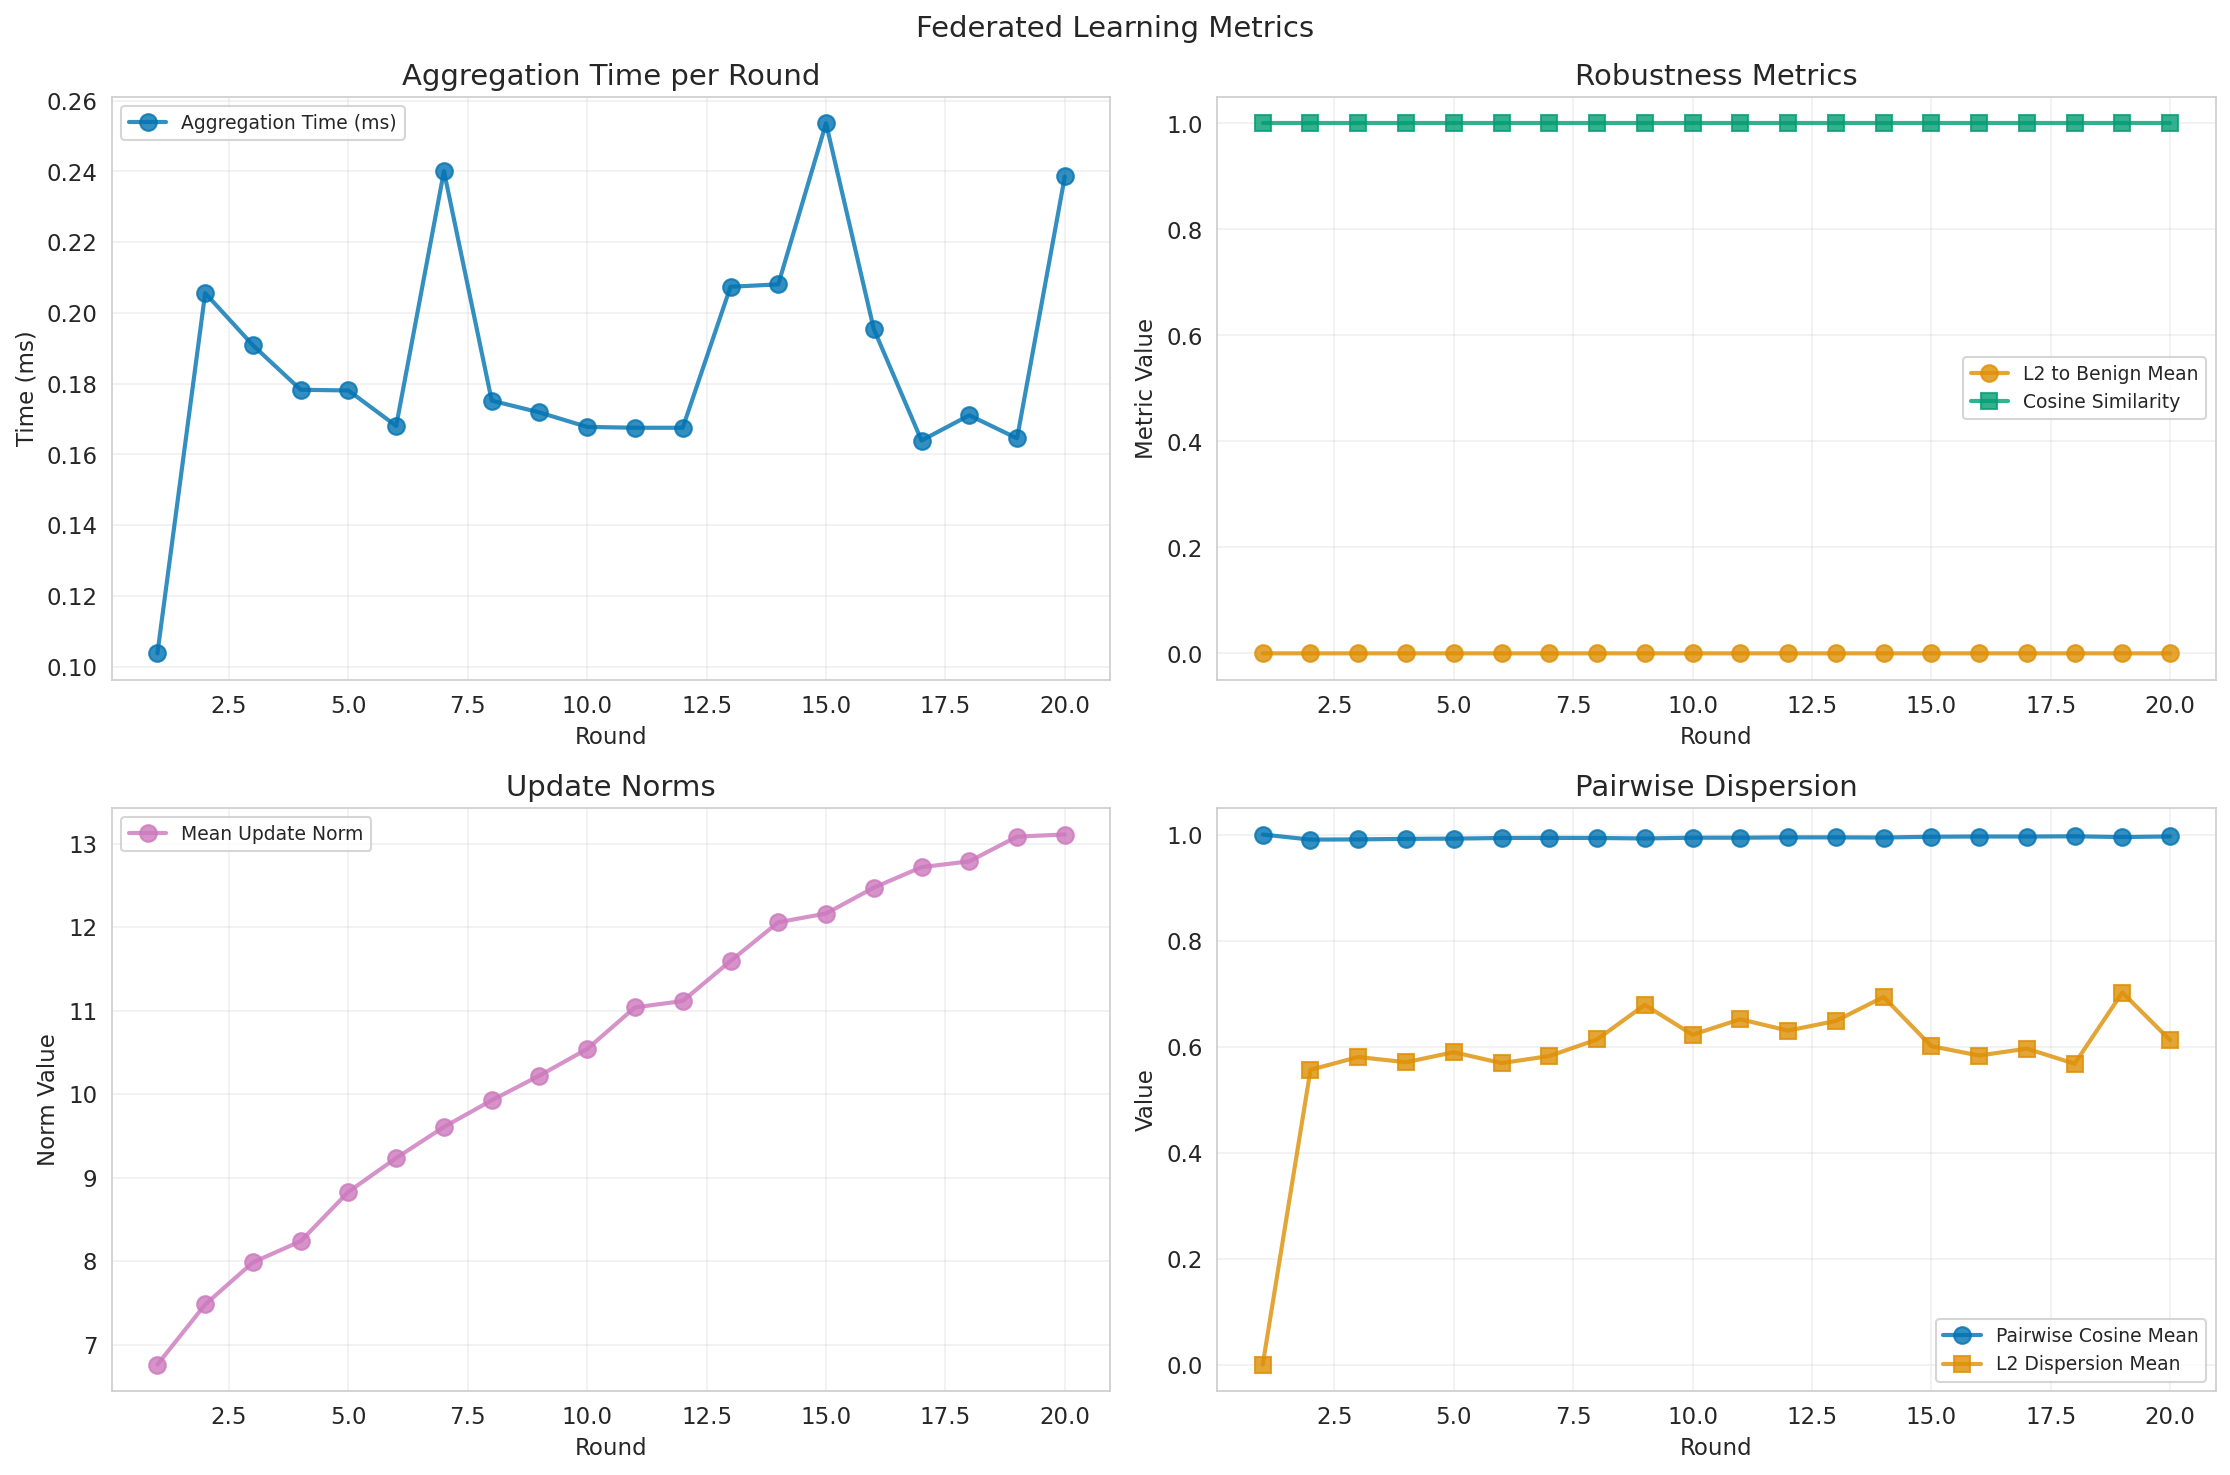 Federated Learning Metrics
Aggregation Time per Round
Aggregation Time (ms)
Time (ms)
0.26
0.24
0.22
0.20
0.18
0.16
0.14
0.12
0.10
2.5 5.0 7.5 10.0 12.5 15.0 17.5 20.0
Round
Robustness Metrics
Metric Value
1.0
0.8
0.6
0.4
0.2
0.0
L2 to Benign Mean
Cosine Similarity
2.5 5.0 7.5 10.0 12.5 15.0 17.5 20.0
Round
Update Norms
Mean Update Norm
Norm Value
13
12
11
10
9
8
7
2.5 5.0 7.5 10.0 12.5 15.0 17.5 20.0
Round
Pairwise Dispersion
Value
1.0
0.8
0.6
0.4
0.2
0.0
Pairwise Cosine Mean
L2 Dispersion Mean
2.5 5.0 7.5 10.0 12.5 15.0 17.5 20.0
Round